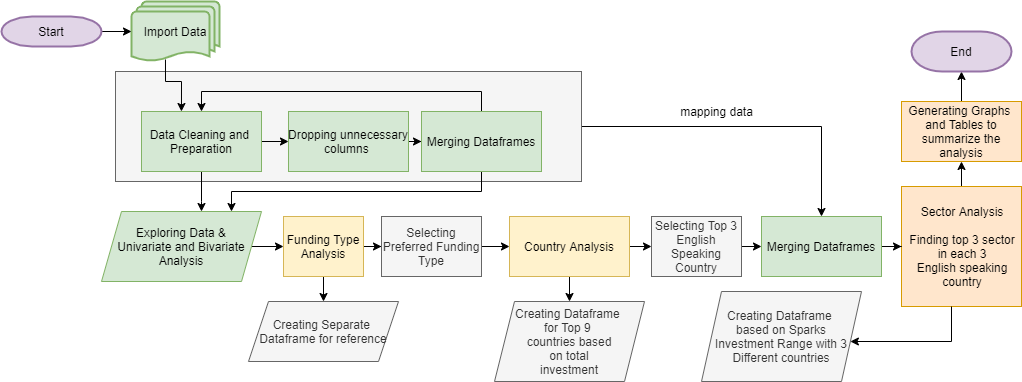 Start
Import Data
End
mapping data
Generating Graphs
and Tables to
summarize the
analysis
Data Cleaning and
Preparation
Dropping unnecessary
columns
Merging Dataframes
Exploring Data &
Univariate and Bivariate
Analysis
Funding Type
Analysis
Selecting
Preferred Funding
Type
Country Analysis
Selecting Top 3
English
Speaking
Country
Merging Dataframes
Sector Analysis
Finding top 3 sector
in each 3
English speaking
country
Creating Separate
Dataframe for reference
Creating Dataframe
for Top 9
countries based
on total
investment
Creating Dataframe
based on Sparks
Investment Range with 3
Different countries